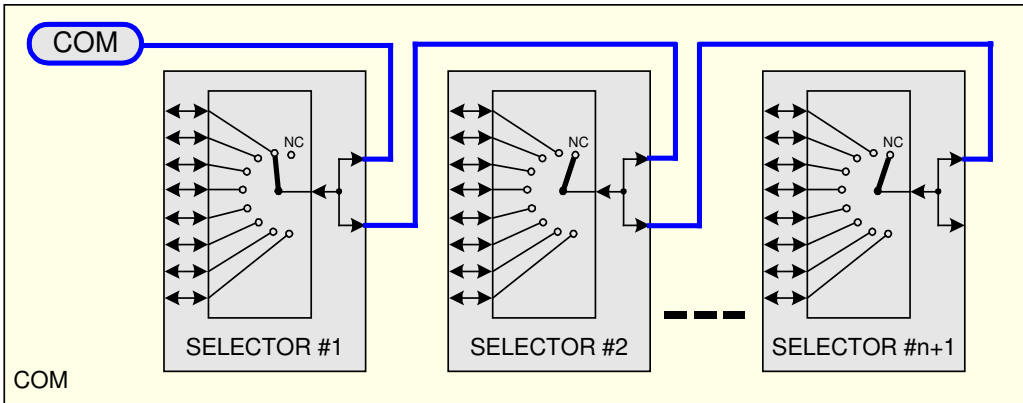 COM
NC
NC
NC
SELECTOR #1
SELECTOR #2
SELECTOR #n+1
COM